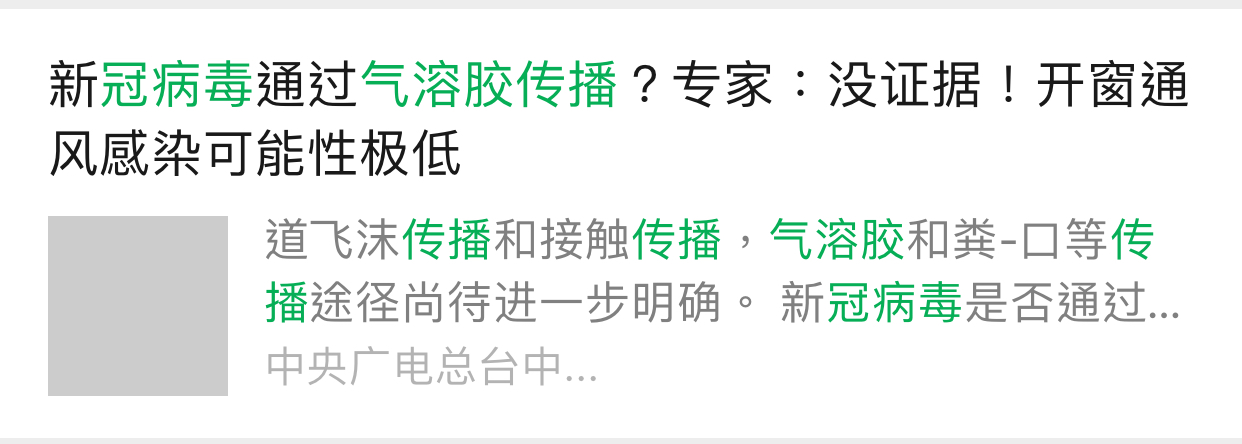 新冠病毒通过气溶胶传播？专家：没证据！开窗通
风感染可能性极低
道飞沫传播和接触传播，气溶胶和粪-口等传
播途径尚待进一步明确。 新冠病毒是否通过...
中央广电总台中...